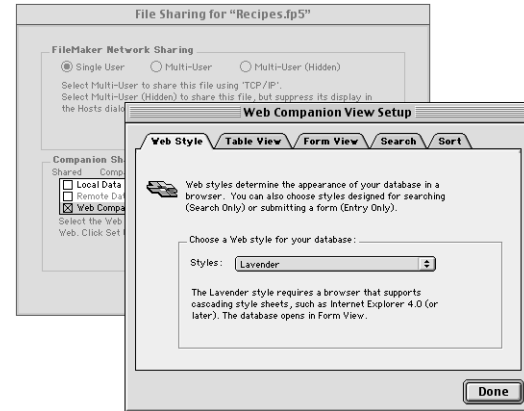 File Sharing for “Recipes.fp5”
FileMaker Network Sharing
Single User Multi-User Multi-User (Hidden)
Select Multi-User to share this file using 'TCP/IP'.
Select Multi-User (Hidden) to share this file, but suppress its display in
the Hosts
Companion
Shared
Local Data
Remote
Web
Select the Web
Web. Click Set
Web Companion View Setup
Web Style Table View Form View Search Sort
Web styles determine the appearance of your database in a
browser. You can also choose styles designed for searching
(Search Only) or submitting a form (Entry Only).
Choose a Web style for your database:
Styles: Lavender
The Lavender style requires a browser that supports
cascading style sheets, such as Internet Explorer 4.0 (or
later). The database opens in Form View.
Done